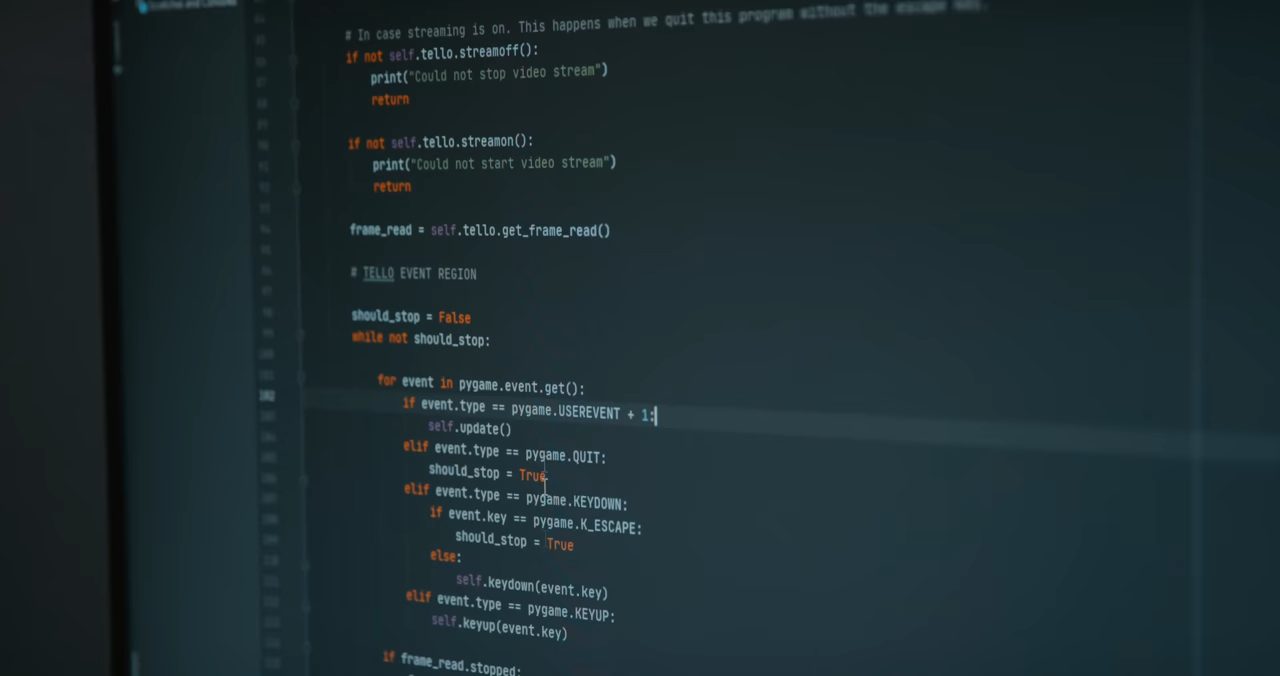 Scratches and Consoles
# In case streaming is on. This happens when we quit this program without the escape key.
if not self.tello.streamoff():
print("Could not stop video stream")
return
if not self.tello.streamon():
print("Could not start video stream")
return
frame_read = self.tello.get_frame_read()
# TELLO EVENT REGION
should_stop = False
while not should_stop:
for event in pygame.event.get():
102 if event.type == pygame.USEREVENT + 1:
self.update()
elif event.type == pygame.QUIT:
should_stop = True
elif event.type == pygame.KEYDOWN:
if event.key == pygame.K_ESCAPE:
should_stop = True
else:
self.keydown(event.key)
elif event.type == pygame.KEYUP:
self.keyup(event.key)
if frame_read.stopped: